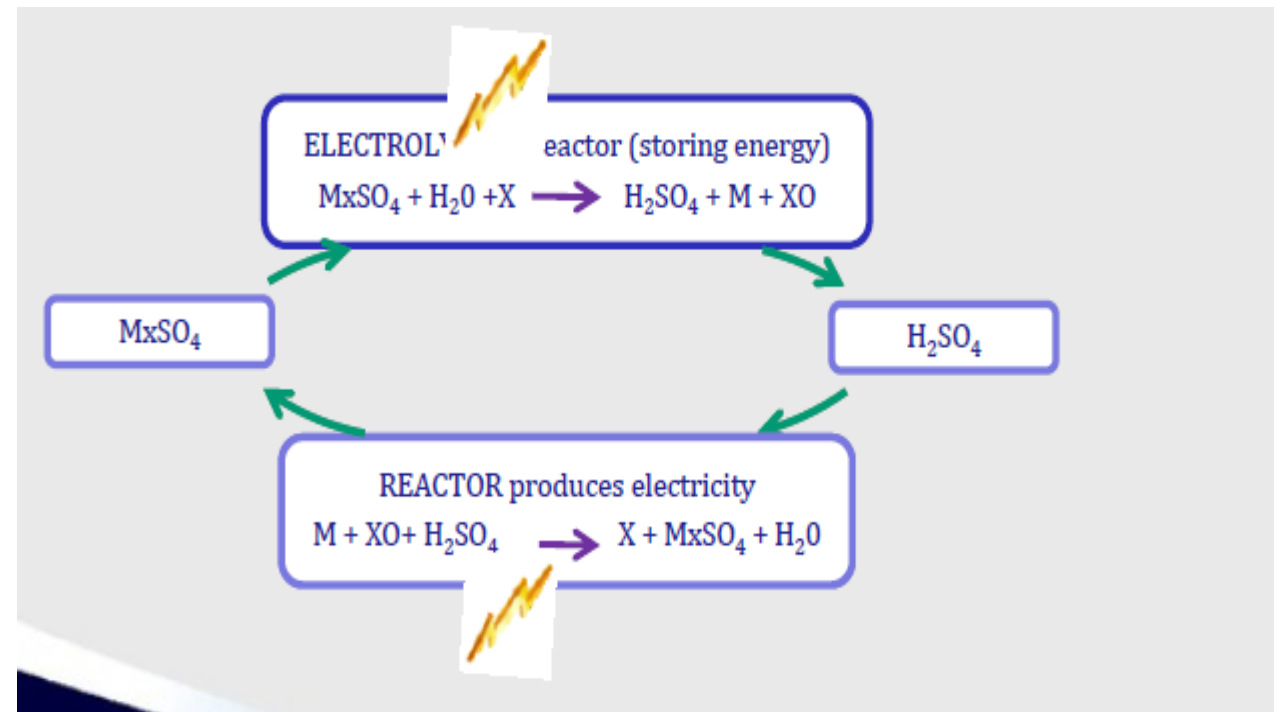 ELECTROL eactor (storing energy)
MxSO₄ + H₂0 +X → H₂SO₄ + M + XO
MxSO₄
H₂SO₄
REACTOR produces electricity
M + XO+ H₂SO₄ → X + MxSO₄ + H₂0